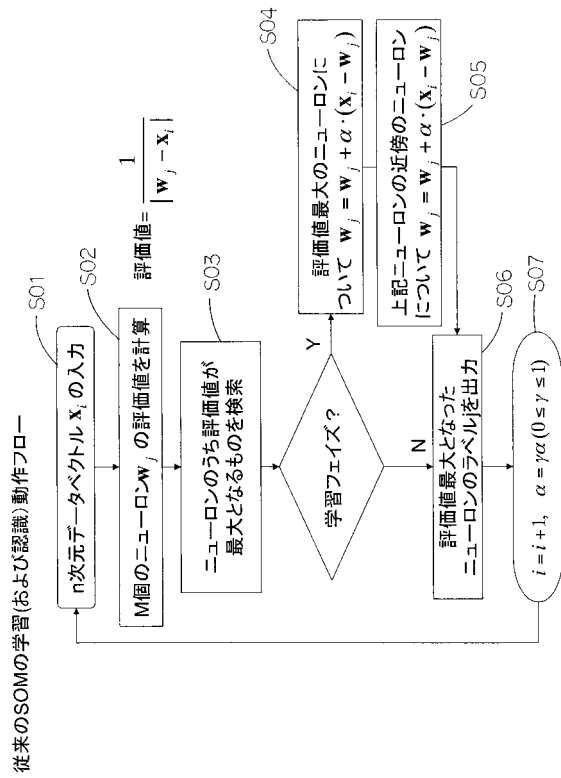 従来のSOMの学習(および認識)動作フロー
S01
n次元データベクトル x_i の入力
S02
M個のニューロンw_j の評価値を計算
評価値= 1 / | w_j − x_i |
S03
ニューロンのうち評価値が
最大となるものを検索
学習フェイズ?
Y
N
S04
評価値最大のニューロンに
ついて w_j = w_j + α·(x_i − w_j)
上記ニューロンの近傍のニューロン
について w_j = w_j + α·(x_i − w_j)
S05
評価値最大となった
ニューロンのラベルjを出力
S06
S07
i = i +1, α = γα(0 ≤ γ ≤ 1)